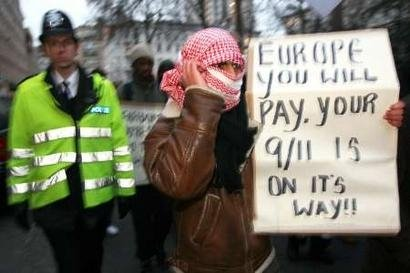 EUROPE
YOU WILL
PAY. YOUR
9/11 IS
ON IT'S
WAY!!